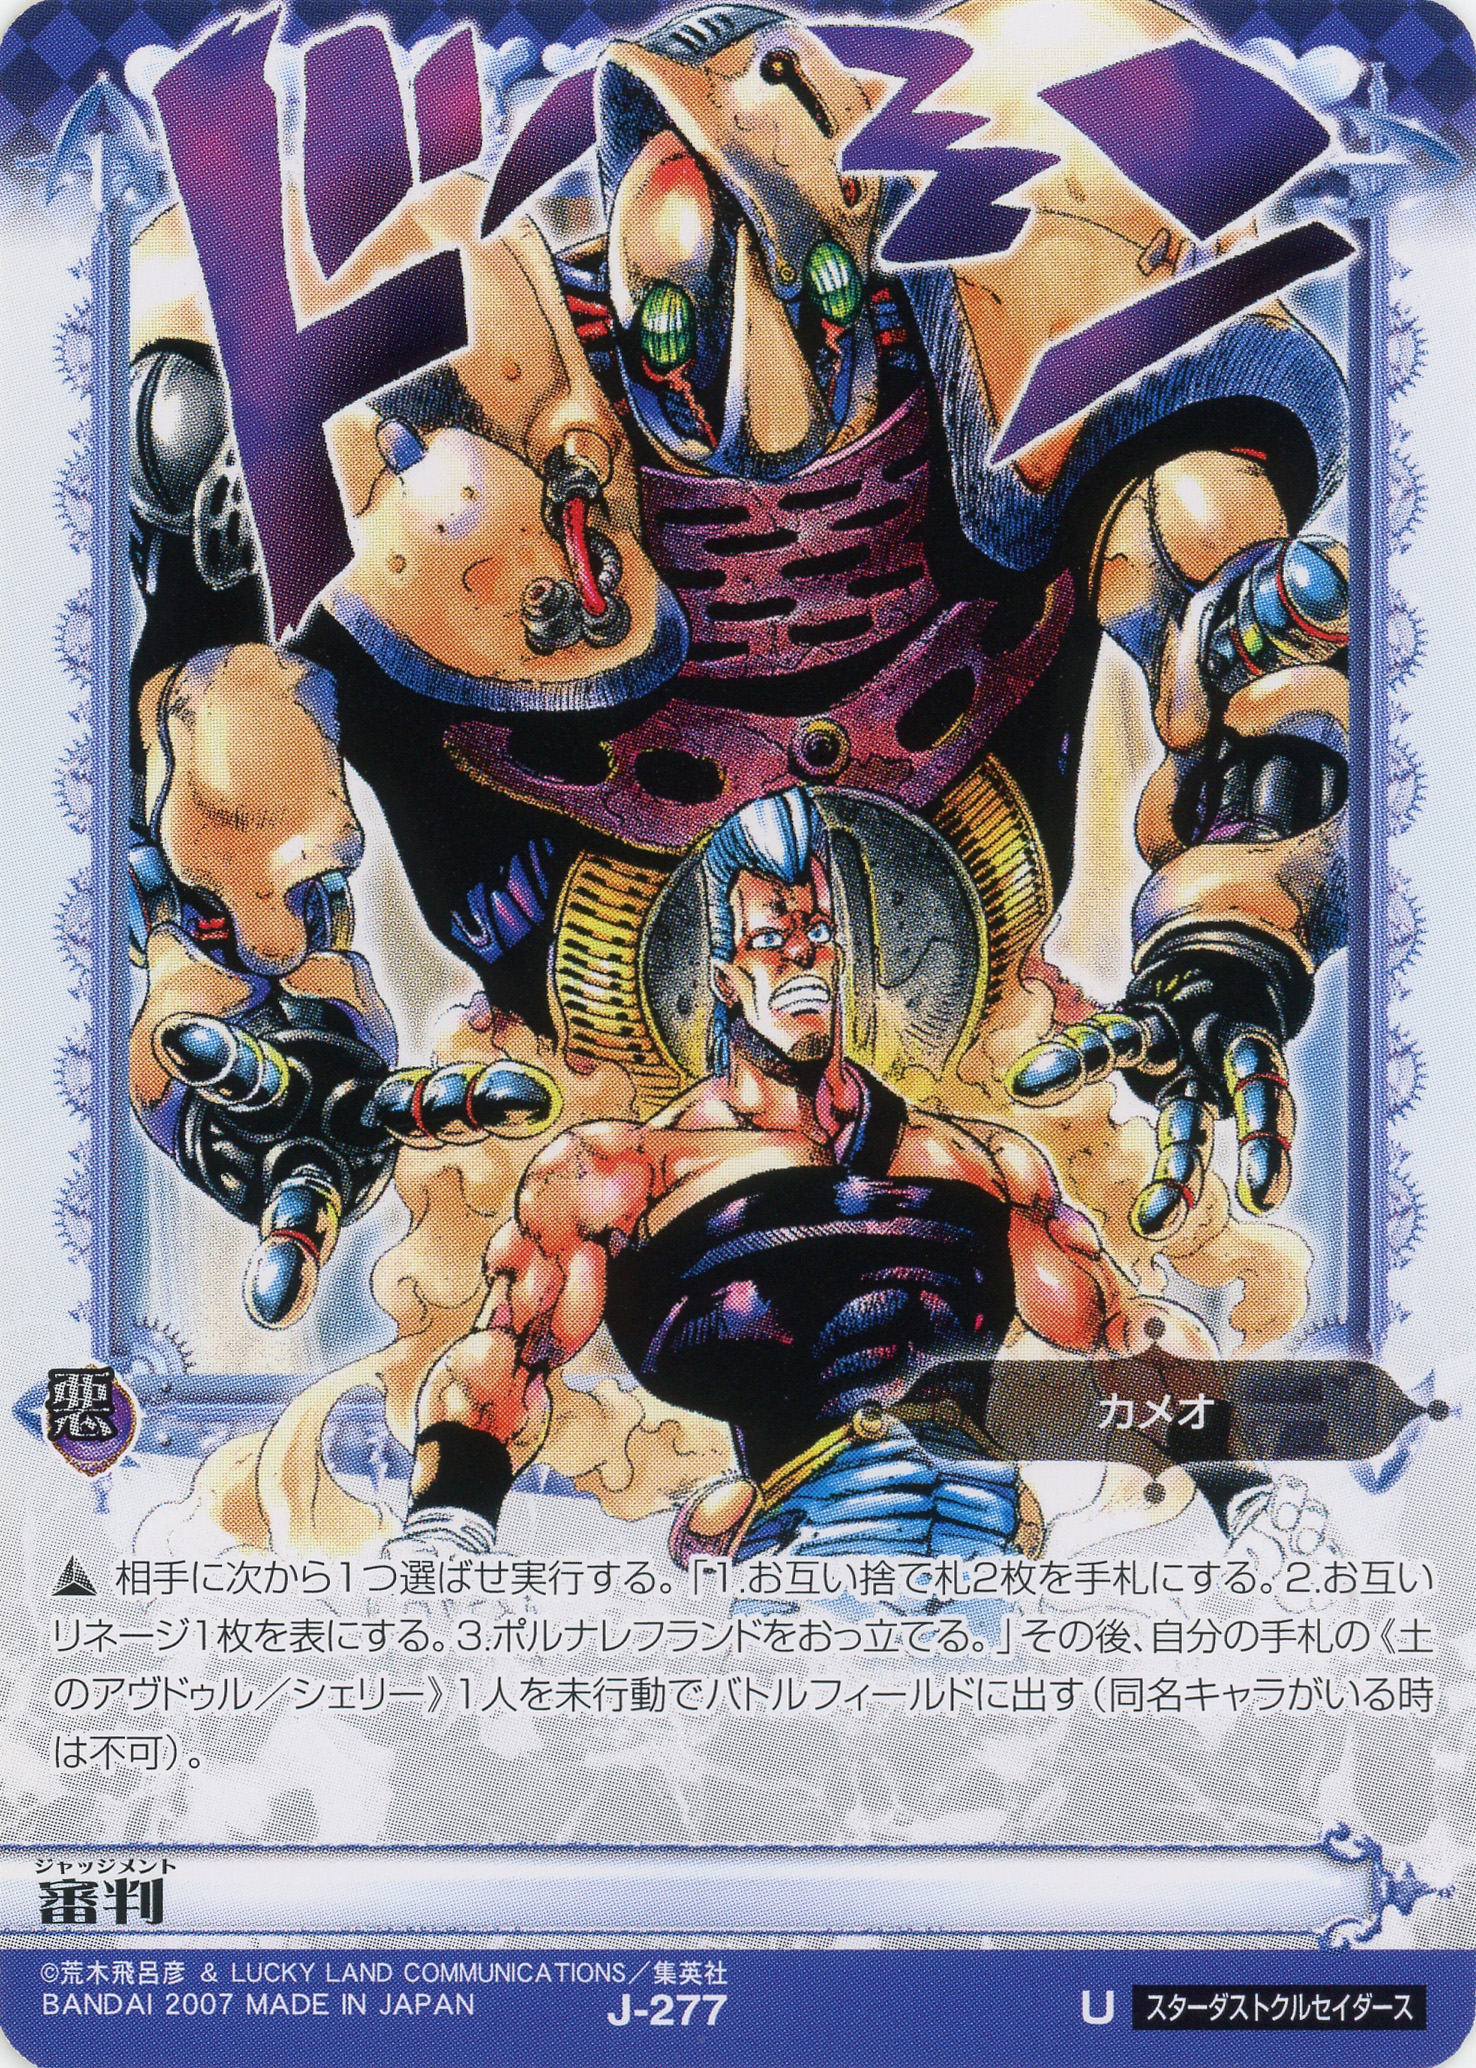 ドォーン
カメオ
悪
▲ 相手に次から1つ選ばせ実行する。「1.お互い捨て札2枚を手札にする。2.お互い
リネージ1枚を表にする。3.ポルナレフランドをおっ立てる。」その後、自分の手札の《土
のアヴドゥル／シェリー》1人を未行動でバトルフィールドに出す（同名キャラがいる時
は不可）。
ジャッジメント
審判
©荒木飛呂彦 & LUCKY LAND COMMUNICATIONS／集英社
BANDAI 2007 MADE IN JAPAN
J-277
U
スターダストクルセイダース